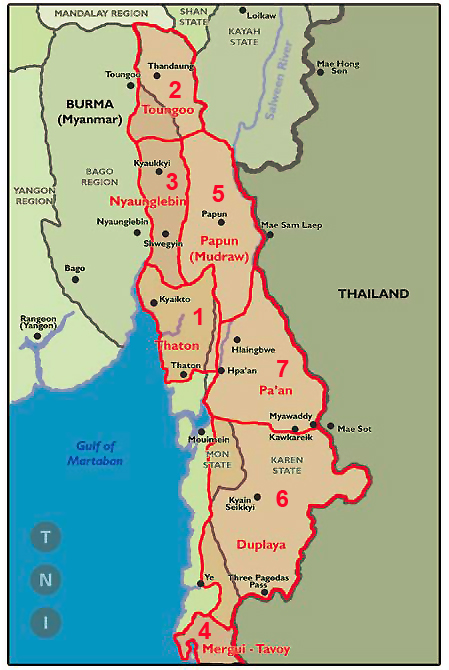 MANDALAY REGION
SHAN
STATE
Loikaw
KAYAH
STATE
Salween River
Mae Hong
Son
Thandaung
Toungoo
2
Toungoo
BURMA
(Myanmar)
Kyaukkyi
BAGO
REGION
3
Nyaunglebin
5
YANGON
REGION
Papun
Nyaunglebin
Shwegyin
Papun
(Mudraw)
Mae Sam Laep
Bago
THAILAND
Kyaikto
1
Rangoon
(Yangon)
Thaton
Hlaingbwe
7
Thaton
Hpa'an
Pa'an
Myawaddy
Mae Sot
Kawkareik
Moulmein
Gulf of
Martaban
MON
STATE
KAREN
STATE
Kyain
Seikkyi
6
T
N
I
Duplaya
Ye
Three Pagodas
Pass
4
Mergui - Tavoy